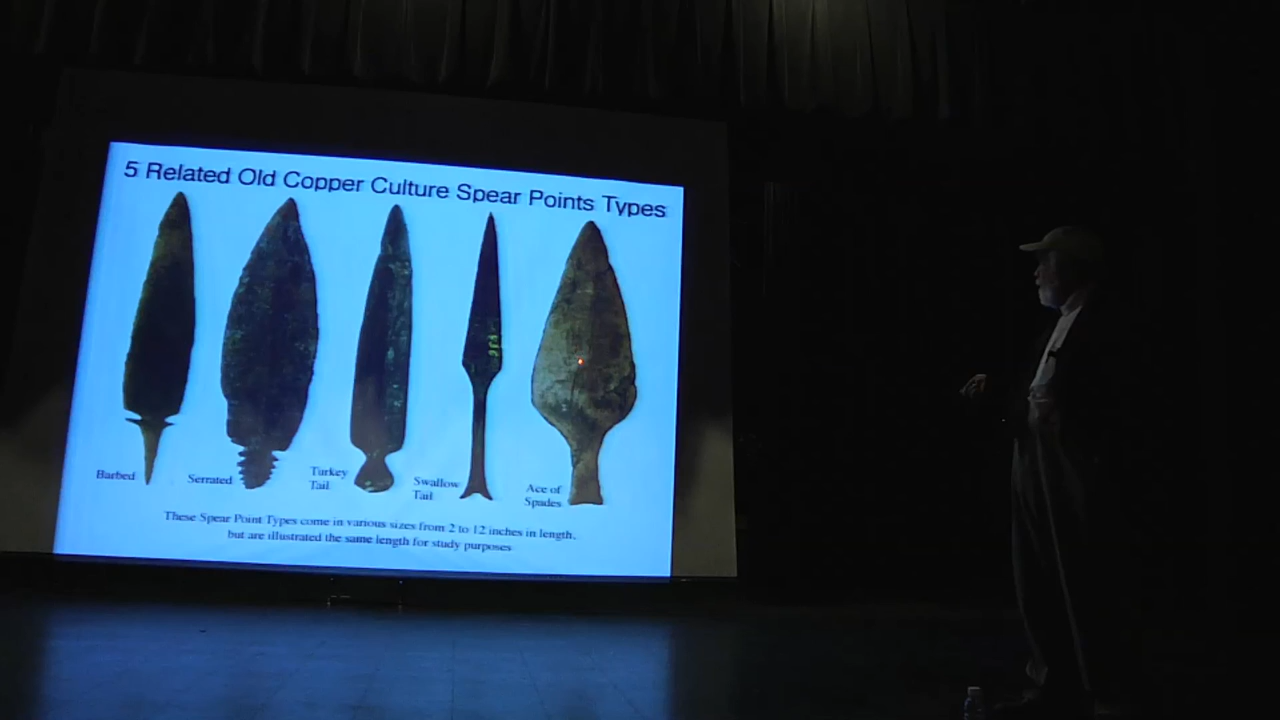 5 Related Old Copper Culture Spear Points Types
Barbed
Serrated
Turkey
Tail
Swallow
Tail
Ace of
Spades
These Spear Point Types come in various sizes from 2 to 12 inches in length,
but are illustrated the same length for study purposes